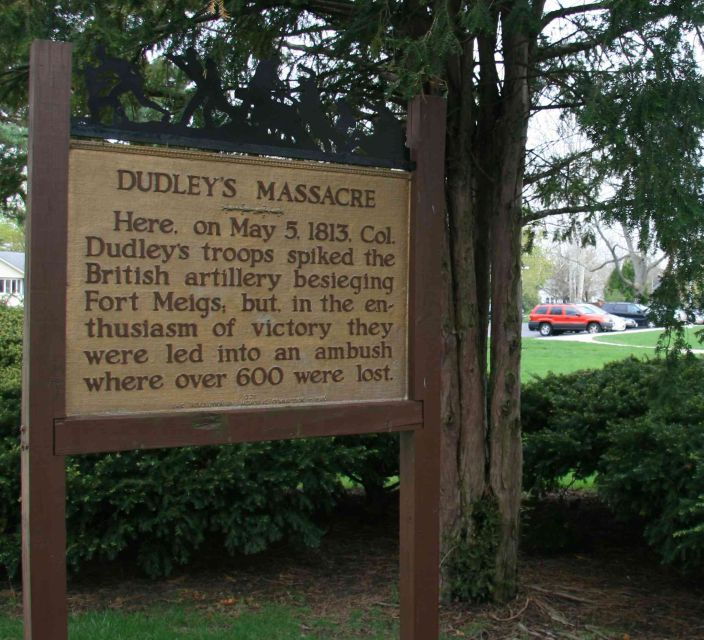 DUDLEY'S MASSACRE
Here, on May 5, 1813, Col.
Dudley's troops spiked the
British artillery besieging
Fort Meigs; but, in the en-
thusiasm of victory they
were led into an ambush
where over 600 were lost.